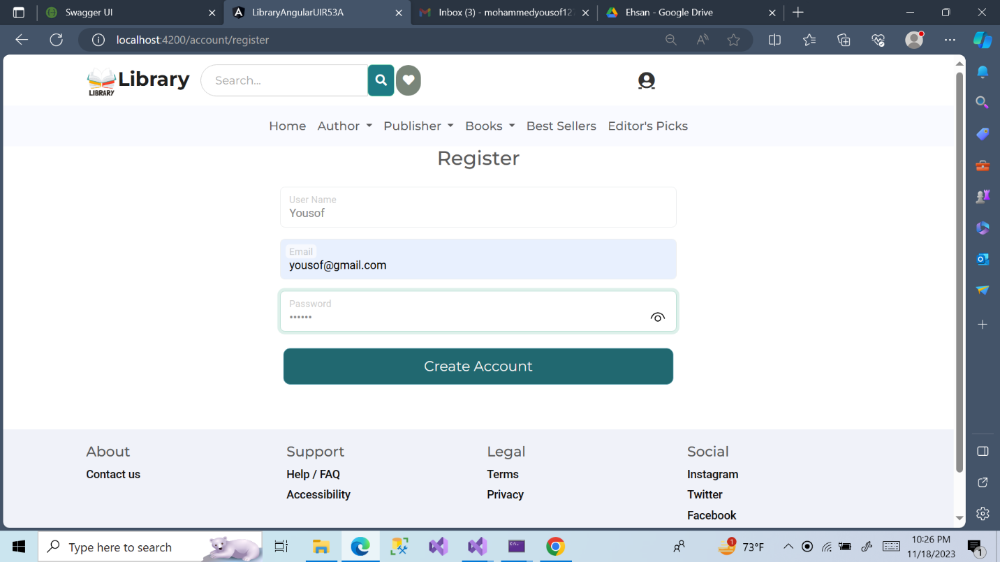 Swagger UI
LibraryAngularUIR53A
Inbox (3) - mohammedyousof127
Ehsan - Google Drive
localhost:4200/account/register
LIBRARY
Library
Search...
Home Author Publisher Books Best Sellers Editor's Picks
Register
User Name
Yousof
Email
yousof@gmail.com
Password
••••••
Create Account
About
Contact us
Support
Help / FAQ
Accessibility
Legal
Terms
Privacy
Social
Instagram
Twitter
Facebook
Type here to search
1
73°F
10:26 PM
11/18/2023
1